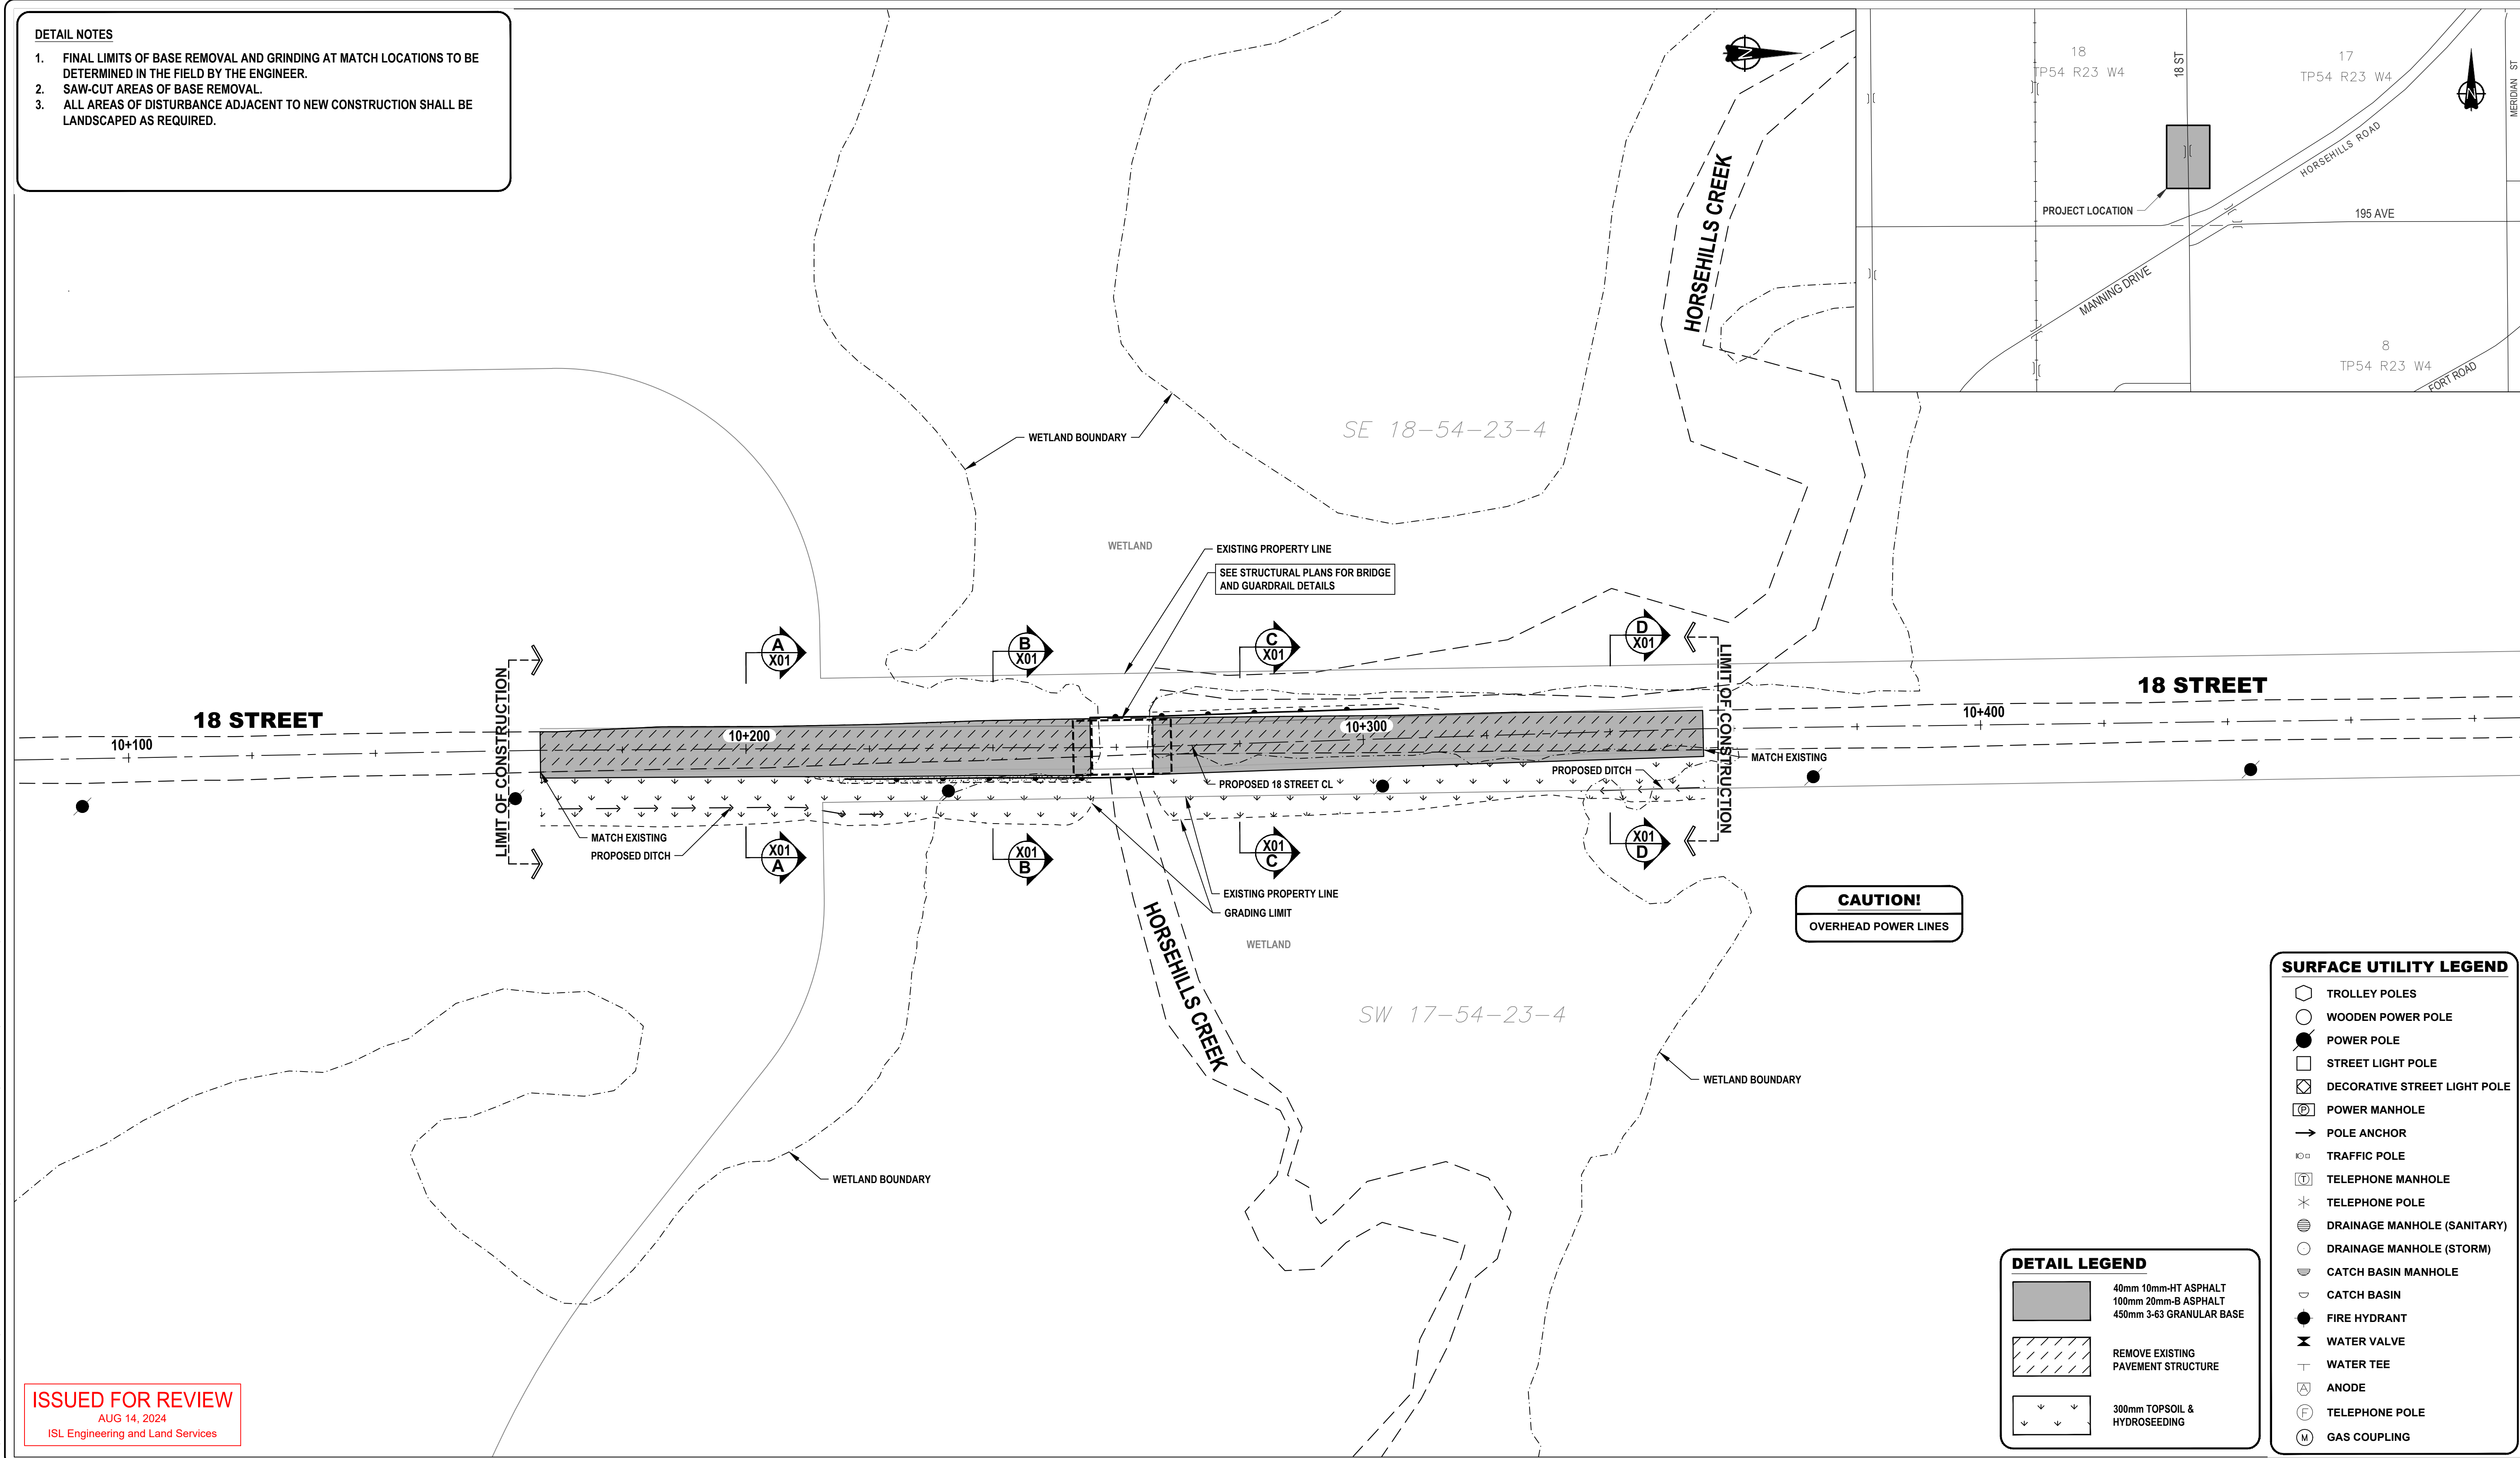 DETAIL NOTES
1. FINAL LIMITS OF BASE REMOVAL AND GRINDING AT MATCH LOCATIONS TO BE
DETERMINED IN THE FIELD BY THE ENGINEER.
2. SAW-CUT AREAS OF BASE REMOVAL.
3. ALL AREAS OF DISTURBANCE ADJACENT TO NEW CONSTRUCTION SHALL BE
LANDSCAPED AS REQUIRED.
N
18
TP54 R23 W4
18 ST
17
TP54 R23 W4
N
MERIDIAN ST
HORSEHILLS ROAD
PROJECT LOCATION
195 AVE
MANNING DRIVE
8
TP54 R23 W4
FORT ROAD
HORSEHILLS CREEK
WETLAND BOUNDARY
SE 18-54-23-4
WETLAND
EXISTING PROPERTY LINE
SEE STRUCTURAL PLANS FOR BRIDGE
AND GUARDRAIL DETAILS
A
X01
B
X01
C
X01
D
X01
LIMIT OF CONSTRUCTION
LIMIT OF CONSTRUCTION
18 STREET
18 STREET
10+100
10+200
10+300
10+400
MATCH EXISTING
PROPOSED DITCH
PROPOSED 18 STREET CL
MATCH EXISTING
PROPOSED DITCH
X01
A
X01
B
X01
C
X01
D
EXISTING PROPERTY LINE
GRADING LIMIT
HORSEHILLS CREEK
WETLAND
CAUTION!
OVERHEAD POWER LINES
SW 17-54-23-4
WETLAND BOUNDARY
WETLAND BOUNDARY
SURFACE UTILITY LEGEND
TROLLEY POLES
WOODEN POWER POLE
POWER POLE
STREET LIGHT POLE
DECORATIVE STREET LIGHT POLE
P POWER MANHOLE
POLE ANCHOR
TRAFFIC POLE
T TELEPHONE MANHOLE
TELEPHONE POLE
DRAINAGE MANHOLE (SANITARY)
DRAINAGE MANHOLE (STORM)
CATCH BASIN MANHOLE
CATCH BASIN
FIRE HYDRANT
WATER VALVE
WATER TEE
A ANODE
F TELEPHONE POLE
M GAS COUPLING
DETAIL LEGEND
40mm 10mm-HT ASPHALT
100mm 20mm-B ASPHALT
450mm 3-63 GRANULAR BASE
REMOVE EXISTING
PAVEMENT STRUCTURE
300mm TOPSOIL &
HYDROSEEDING
ISSUED FOR REVIEW
AUG 14, 2024
ISL Engineering and Land Services